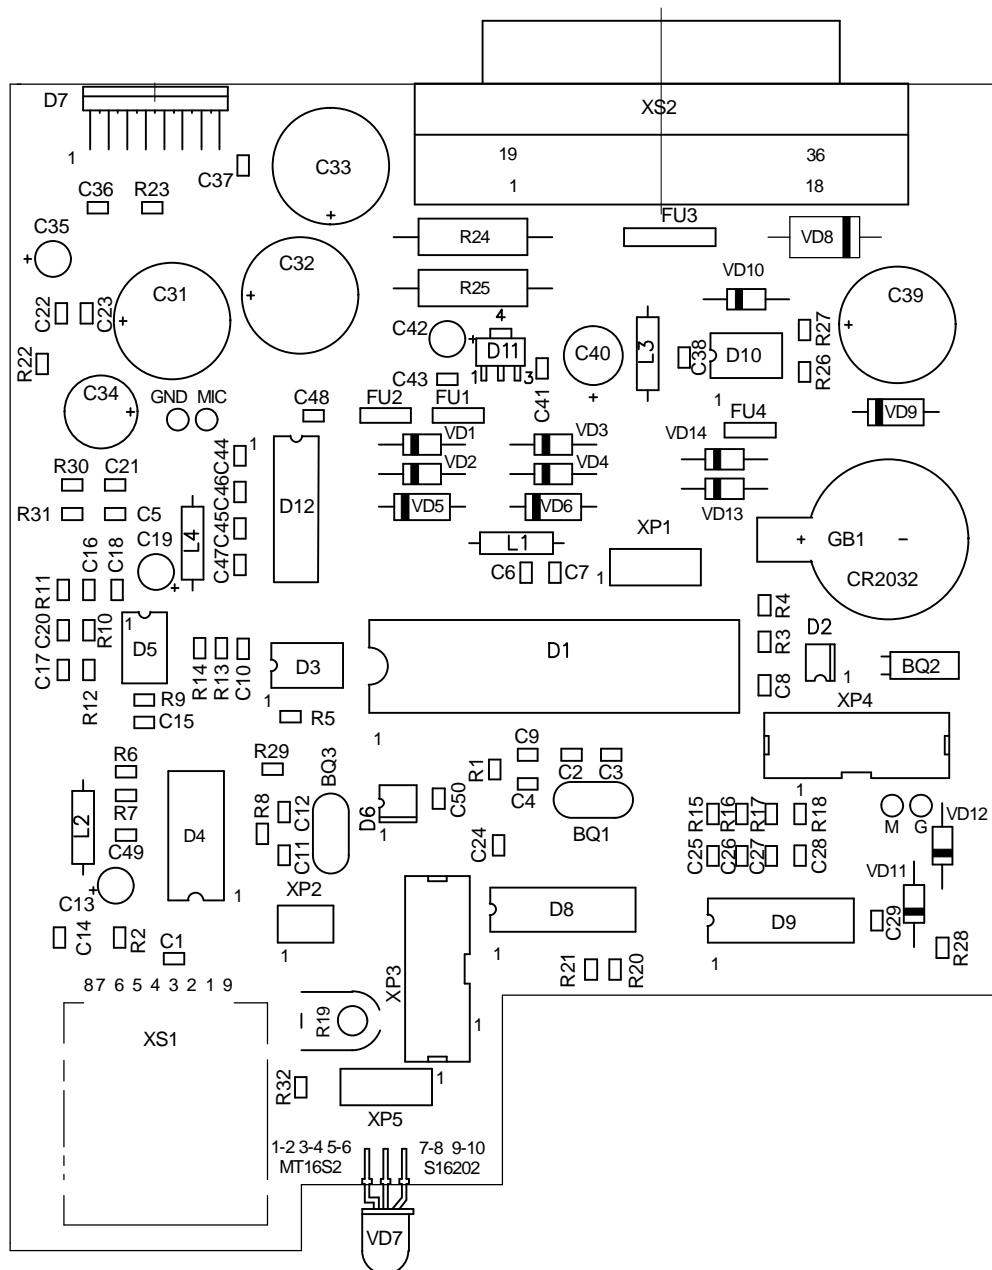 D7
XS2
19
36
1
18
1
C37
C33
C36
R23
C35
FU3
R24
VD8
C32
VD10
C31
R25
C39
C22
C23
4
C42
D11
C40
L3
C38
D10
R27
R22
1
3
R26
C34
GND
MIC
C43
C41
1
C48
FU2
FU1
FU4
VD9
1
C44
VD1
VD3
VD14
VD2
VD4
R30
C21
C46
D12
VD5
VD6
VD13
R31
C5
L4
C45
L1
XP1
GB1
C19
C16
C18
C47
C6
C7
1
CR2032
R11
R4
C20
R10
1
D5
R14
R13
C10
D3
D1
R3
D2
C17
1
BQ2
R12
R9
1
C8
XP4
C15
R5
1
R6
R29
BQ3
C9
R1
C2
C3
C4
R7
R8
C12
D6
C50
1
L2
D4
1
BQ1
R15
R16
R17
R18
M
G
VD12
C49
C11
C24
C25
C26
C27
C28
VD11
C13
1
XP2
D8
D9
C29
C14
R2
C1
1
1
1
R28
XP3
R21
R20
87 6 5 4 3 2 1 9
XS1
R19
1
R32
1
XP5
1-2 3-4 5-6
7-8 9-10
MT16S2
S16202
VD7